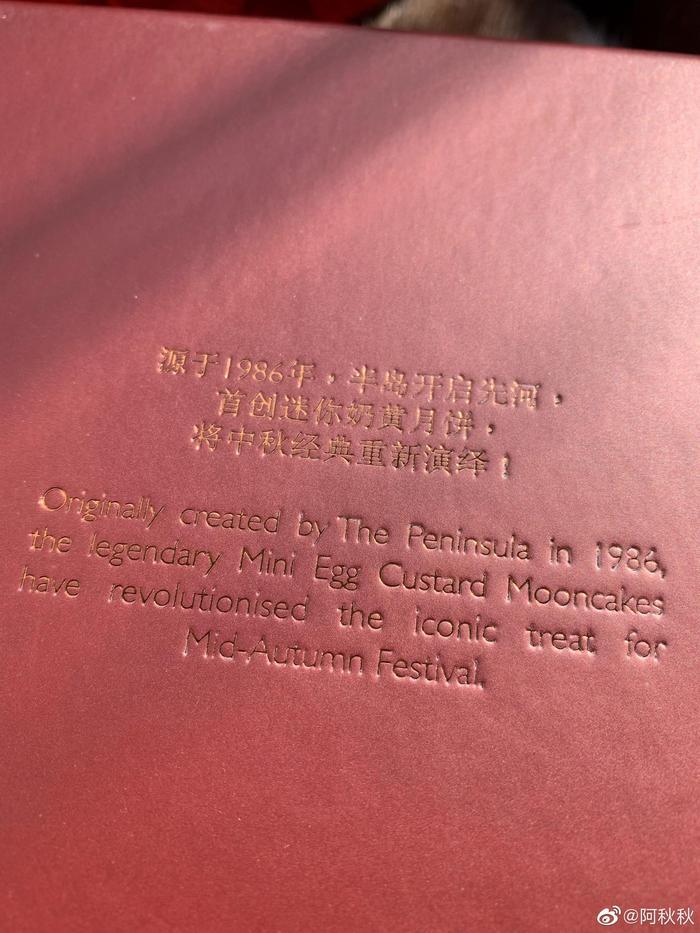 源于1986年，半岛开启先河，
首创迷你奶黄月饼，
将中秋经典重新演绎！
Originally created by The Peninsula in 1986,
the legendary Mini Egg Custard Mooncakes
have revolutionised the iconic treat for
Mid-Autumn Festival.
@阿秋秋